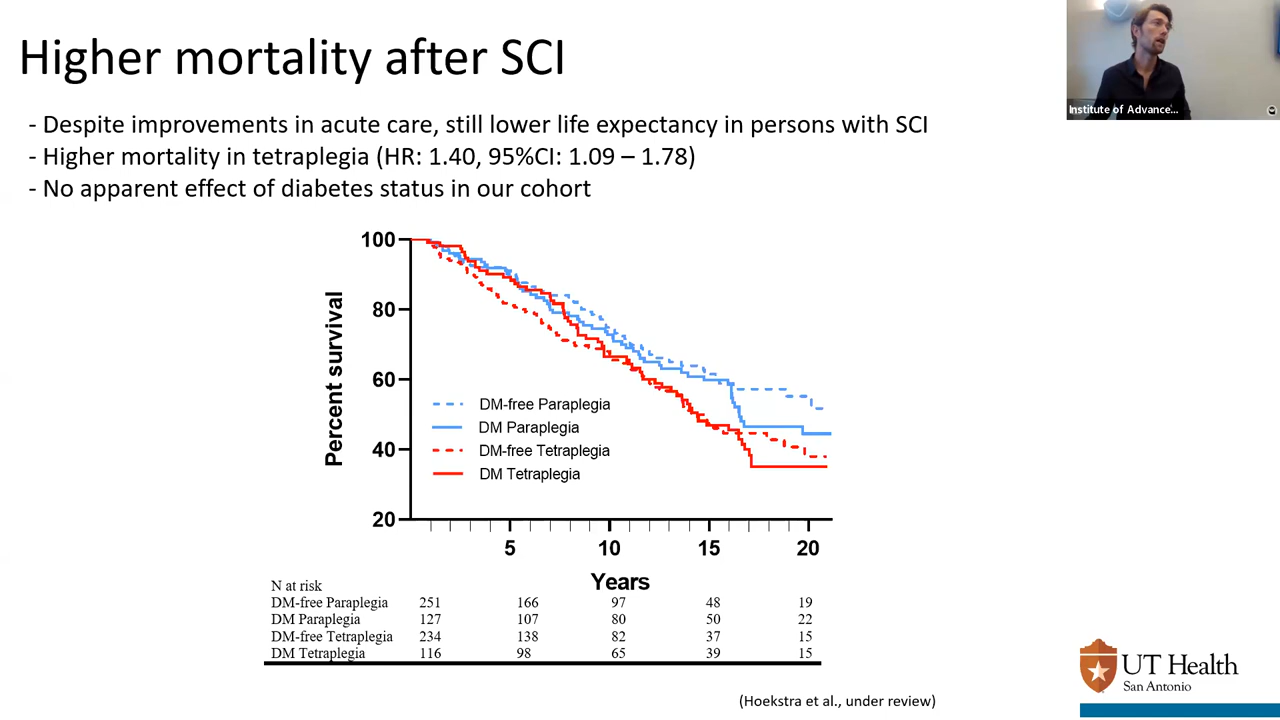 Higher mortality after SCI
Institute of Advance...
- Despite improvements in acute care, still lower life expectancy in persons with SCI
- Higher mortality in tetraplegia (HR: 1.40, 95%CI: 1.09 – 1.78)
- No apparent effect of diabetes status in our cohort
Percent survival
100
80
60
40
20
DM-free Paraplegia
DM Paraplegia
DM-free Tetraplegia
DM Tetraplegia
5 10 15 20
Years
N at risk
DM-free Paraplegia 251 166 97 48 19
DM Paraplegia 127 107 80 50 22
DM-free Tetraplegia 234 138 82 37 15
DM Tetraplegia 116 98 65 39 15
(Hoekstra et al., under review)
UT Health
San Antonio